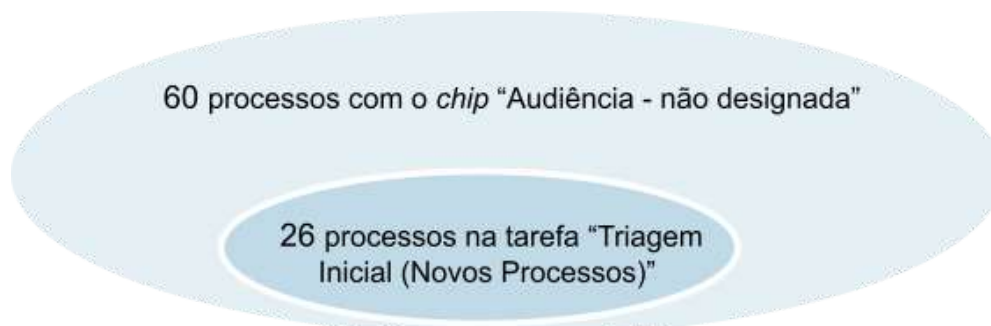 60 processos com o chip “Audiência - não designada”
26 processos na tarefa “Triagem
Inicial (Novos Processos)”